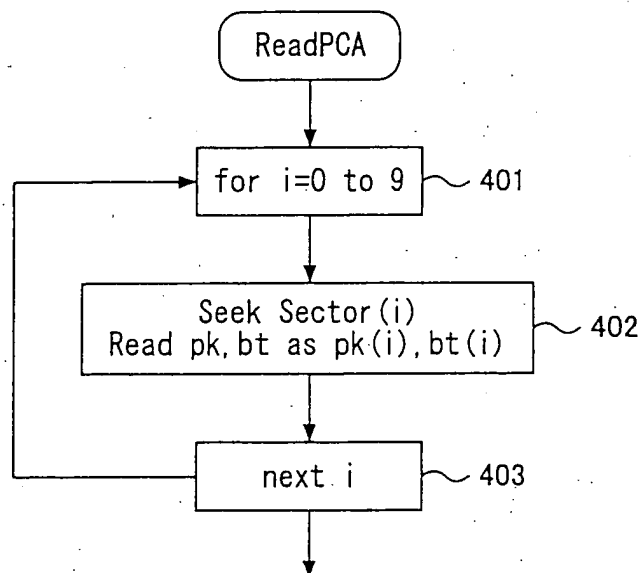 ReadPCA
for i=0 to 9
401
Seek Sector(i)
Read pk,bt as pk(i),bt(i)
402
next i
403